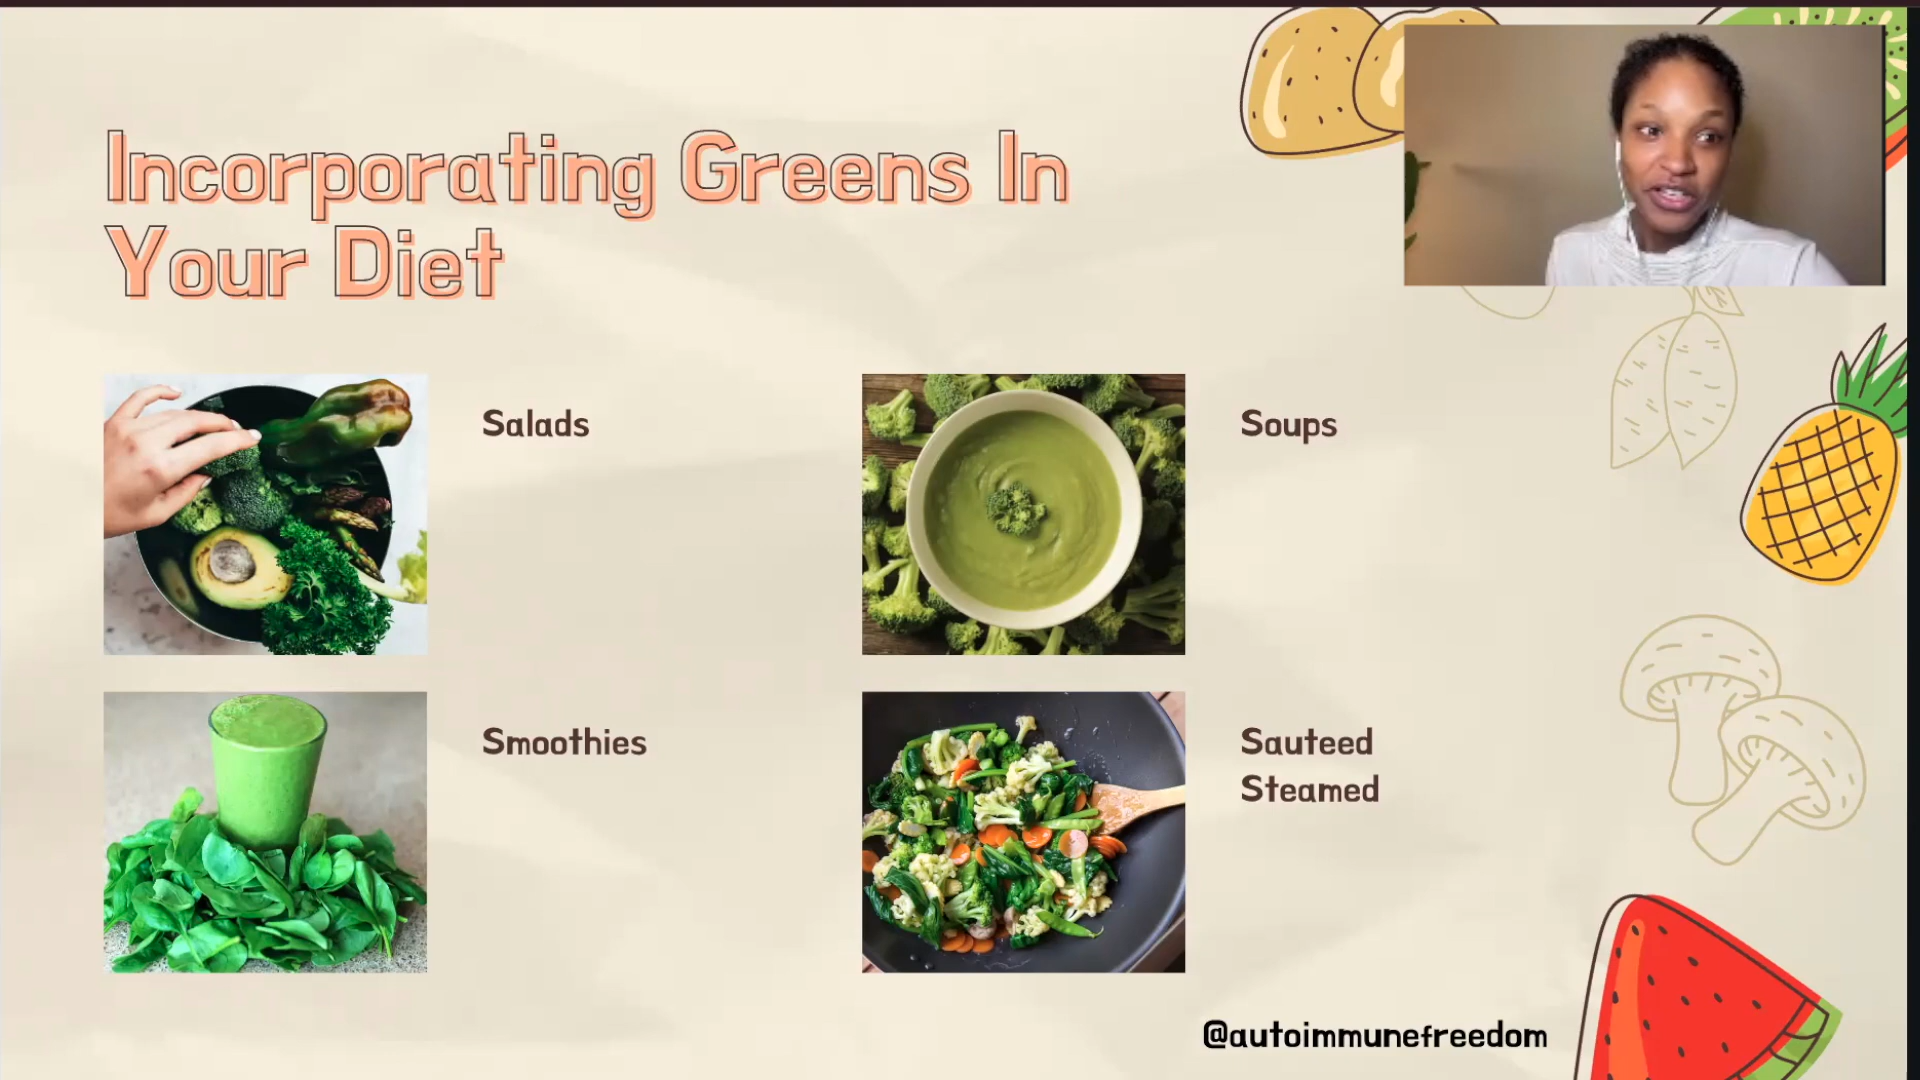 Incorporating Greens In
Your Diet
Salads
Soups
Smoothies
Sauteed
Steamed
@autoimmunefreedom